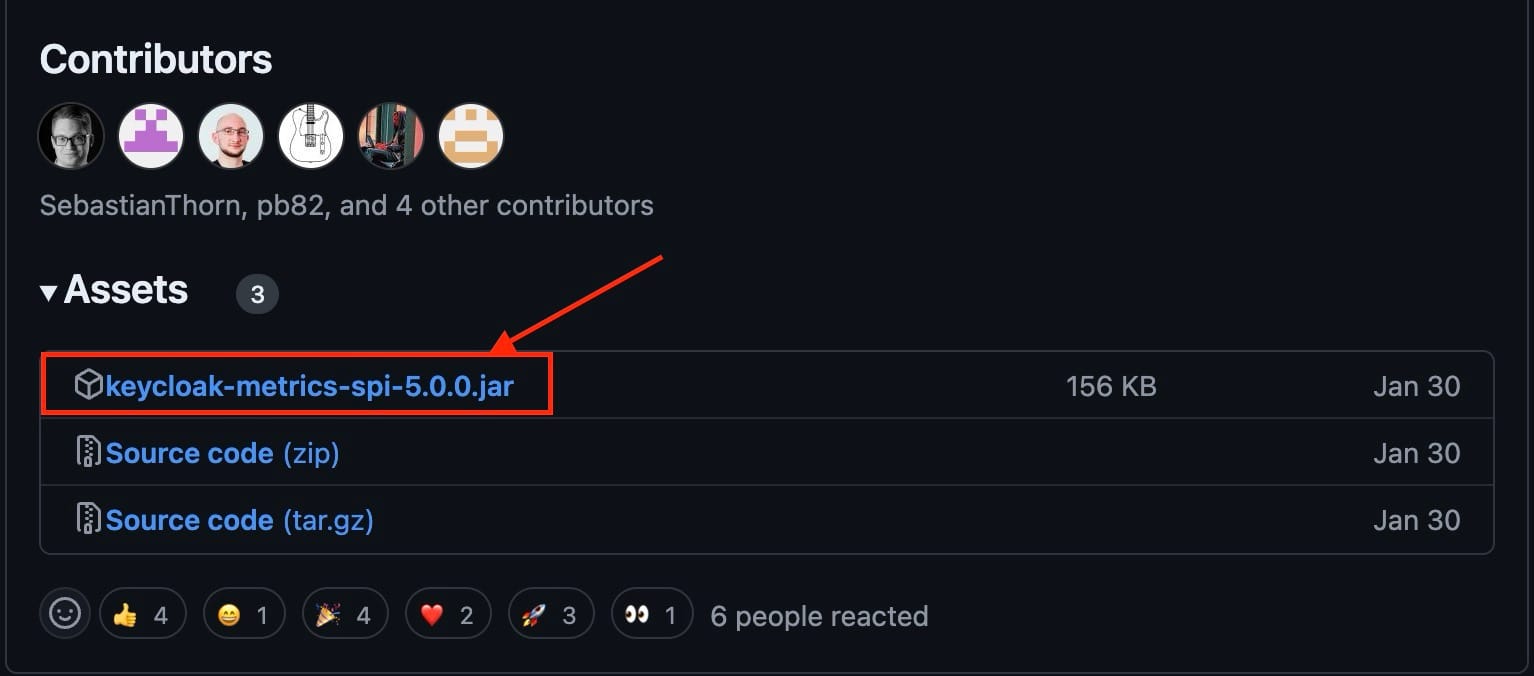 Contributors
SebastianThorn, pb82, and 4 other contributors
Assets 3
keycloak-metrics-spi-5.0.0.jar 156 KB Jan 30
Source code (zip) Jan 30
Source code (tar.gz) Jan 30
👍 4 😄 1 🎉 4 ❤️ 2 🚀 3 👀 1 6 people reacted